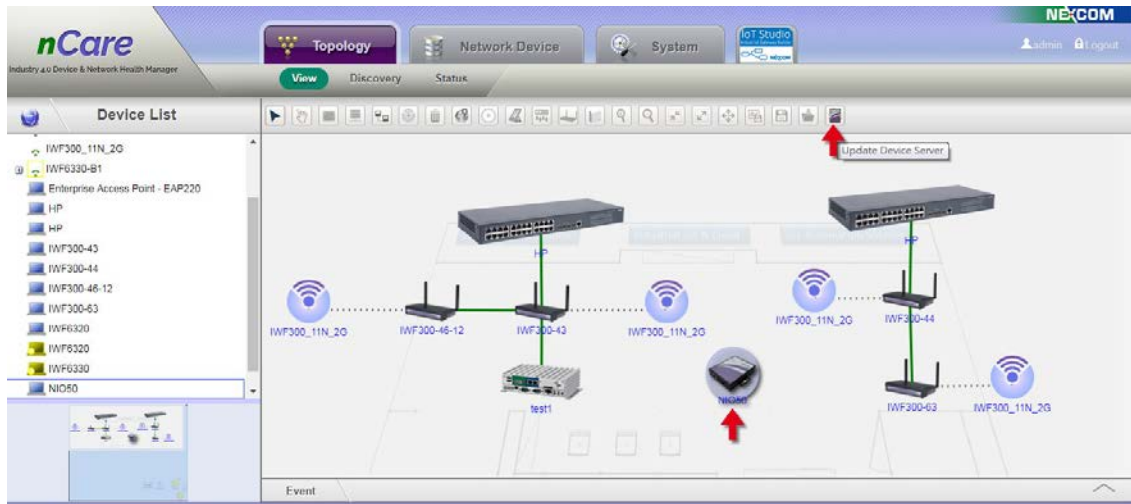 NEXCOM
nCare
Industry 4.0 Device & Network Health Manager
Topology
Network Device
System
IoT Studio
admin
Logout
View
Discovery
Status
Device List
Update Device Server
IWF300_11N_2G
IWF6330-B1
Enterprise Access Point - EAP220
HP
HP
IWF300-43
IWF300-44
IWF300-46-12
IWF300-63
IWF6320
IWF6320
IWF6330
NIO50
HP
HP
IWF300_11N_2G
IWF300-46-12
IWF300-43
IWF300_11N_2G
IWF300_11N_2G
IWF300-44
test1
NIO50
IWF300-63
IWF300_11N_2G
Event